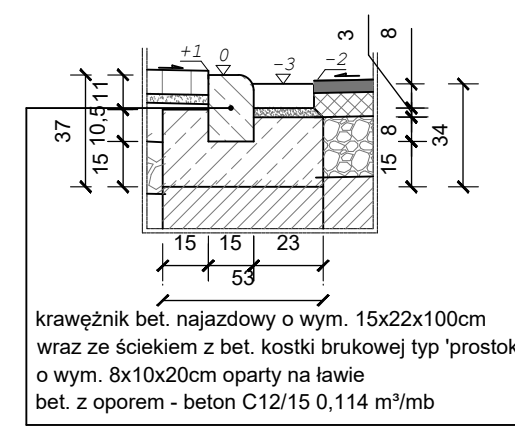 3 8
+1 0 -3 -2
37 15 10,5 11
15 8 34
15 15 23
53
krawężnik bet. najazdowy o wym. 15x22x100cm
wraz ze ściekiem z bet. kostki brukowej typ 'prostok
o wym. 8x10x20cm oparty na ławie
bet. z oporem - beton C12/15 0,114 m³/mb